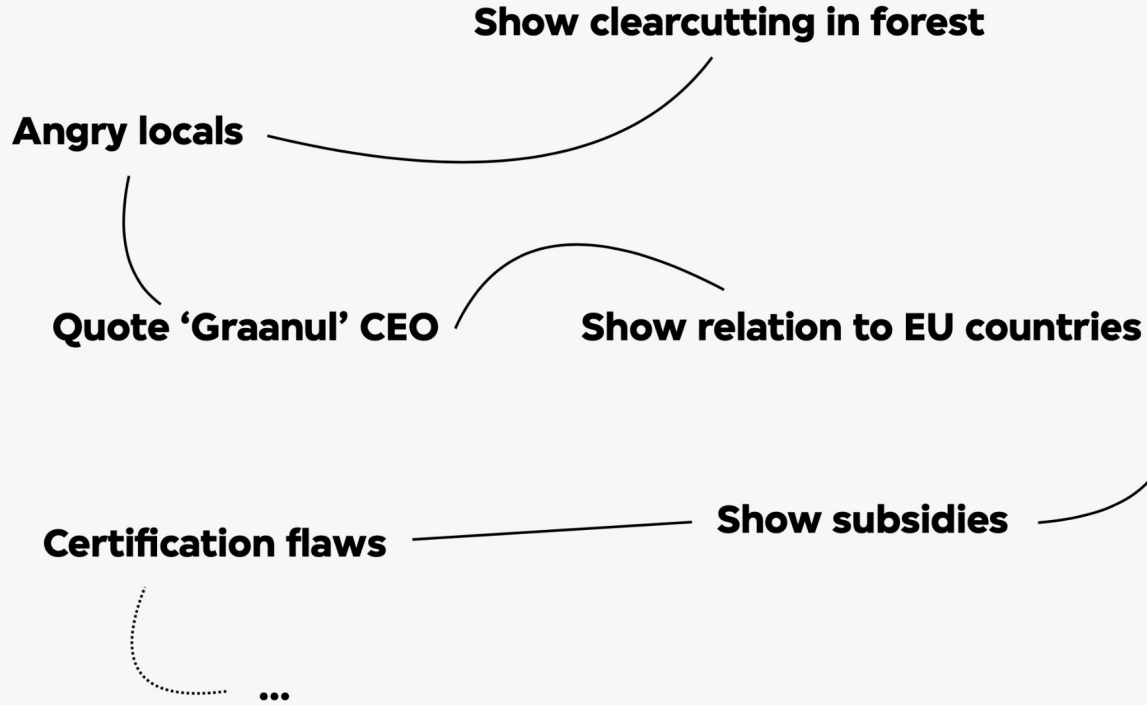 Show clearcutting in forest
Angry locals
Quote ‘Graanul’ CEO
Show relation to EU countries
Show subsidies
Certification flaws
...